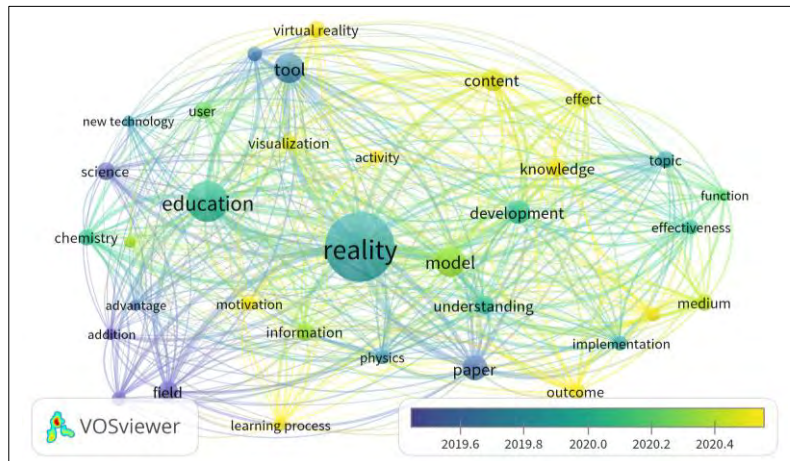 virtual reality
tool
content
effect
user
new technology
visualization
activity
knowledge
topic
science
function
education
development
effectiveness
chemistry
reality
model
advantage
motivation
understanding
medium
addition
information
physics
implementation
field
paper
outcome
learning process
VOSviewer
2019.6 2019.8 2020.0 2020.2 2020.4